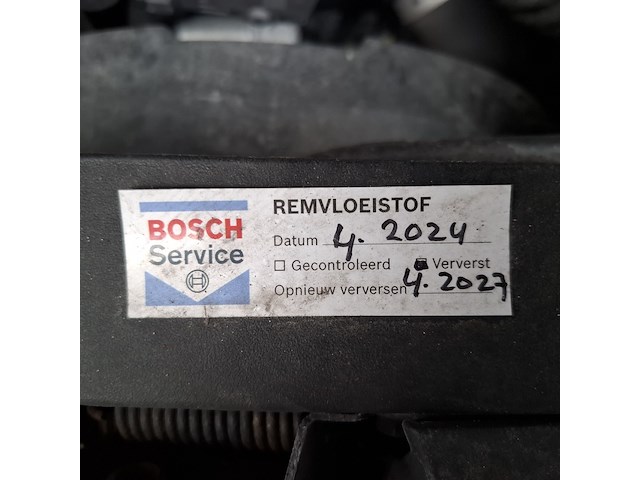 BOSCH
Service
REMVLOEISTOF
Datum 4. 2024
Gecontroleerd Ververst
Opnieuw verversen 4. 2027